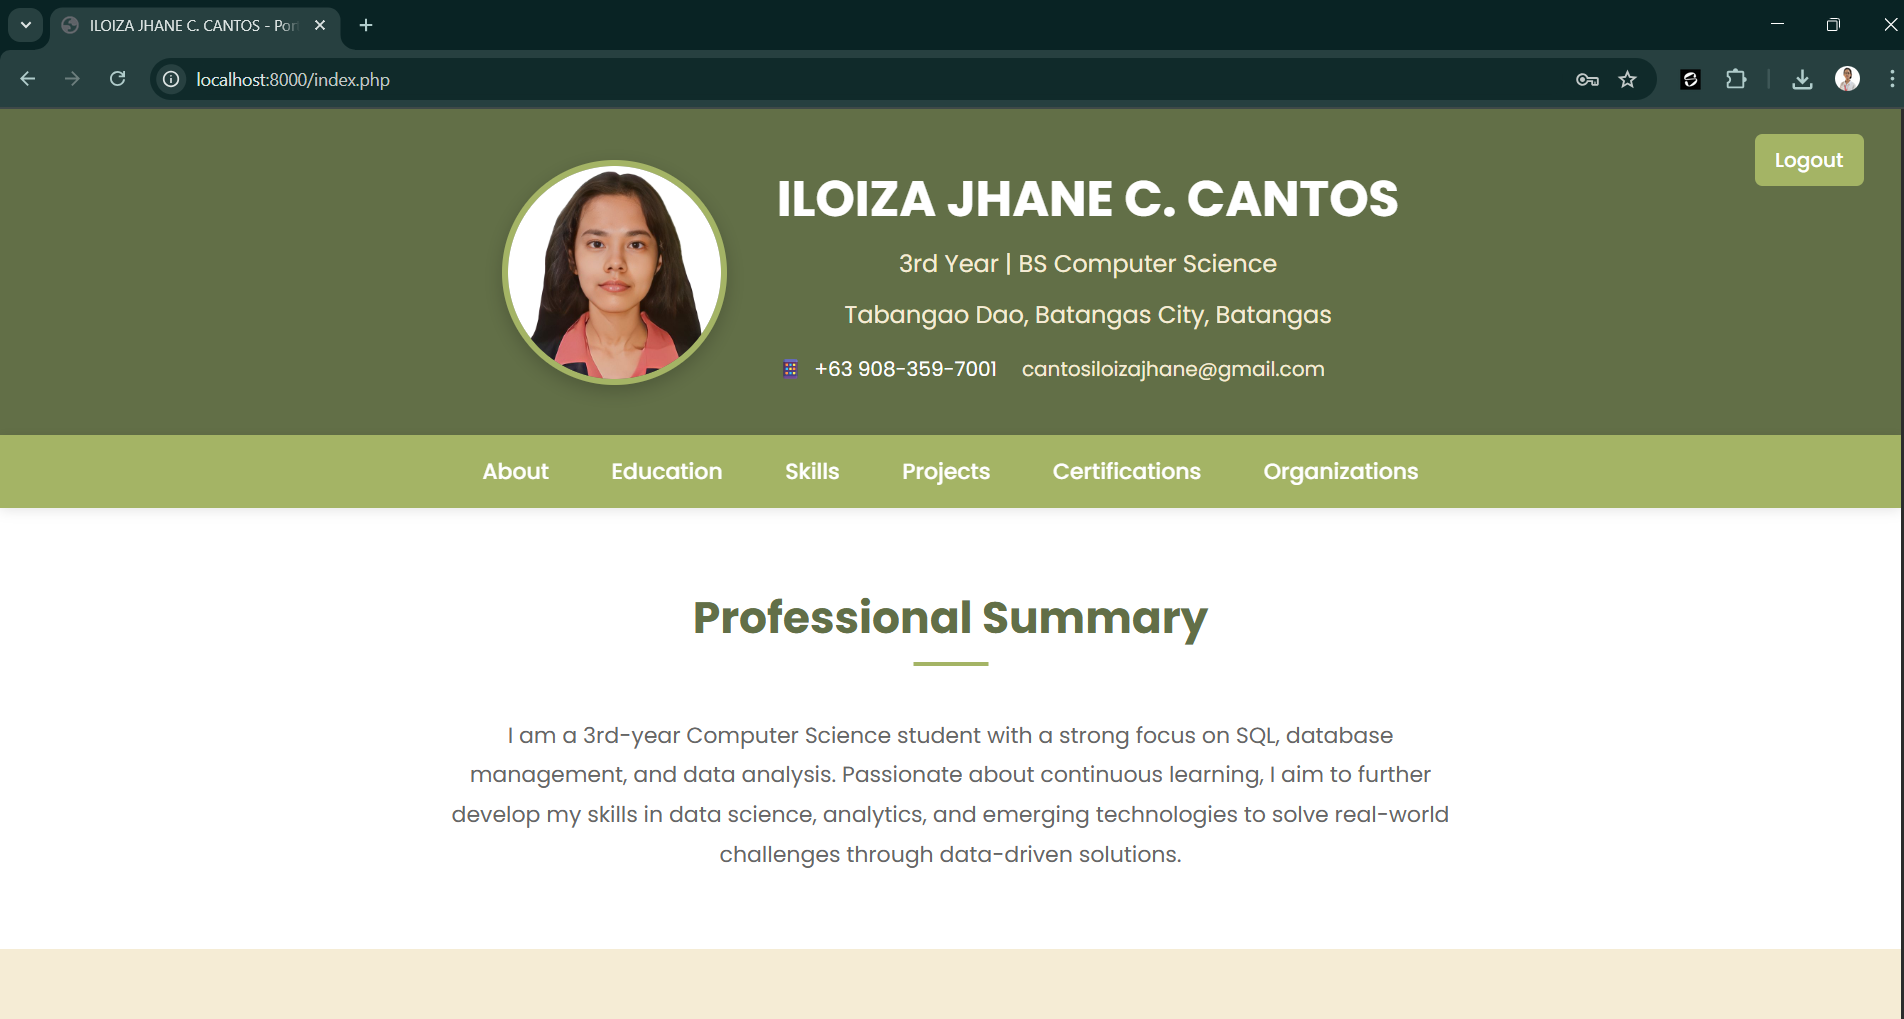 ILOIZA JHANE C. CANTOS - Por
localhost:8000/index.php
Logout
ILOIZA JHANE C. CANTOS
3rd Year | BS Computer Science
Tabangao Dao, Batangas City, Batangas
+63 908-359-7001 cantosiloizajhane@gmail.com
About Education Skills Projects Certifications Organizations
Professional Summary
I am a 3rd-year Computer Science student with a strong focus on SQL, database
management, and data analysis. Passionate about continuous learning, I aim to further
develop my skills in data science, analytics, and emerging technologies to solve real-world
challenges through data-driven solutions.